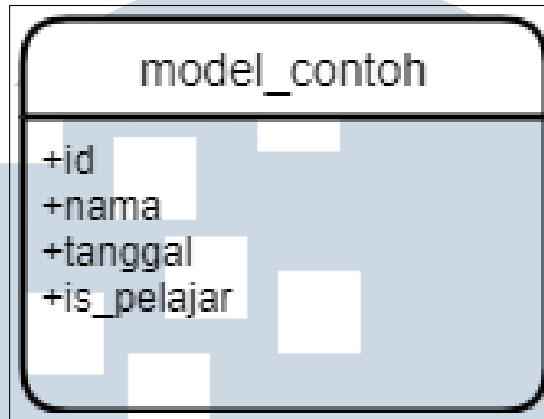 model_contoh
+id
+nama
+tanggal
+is_pelajar